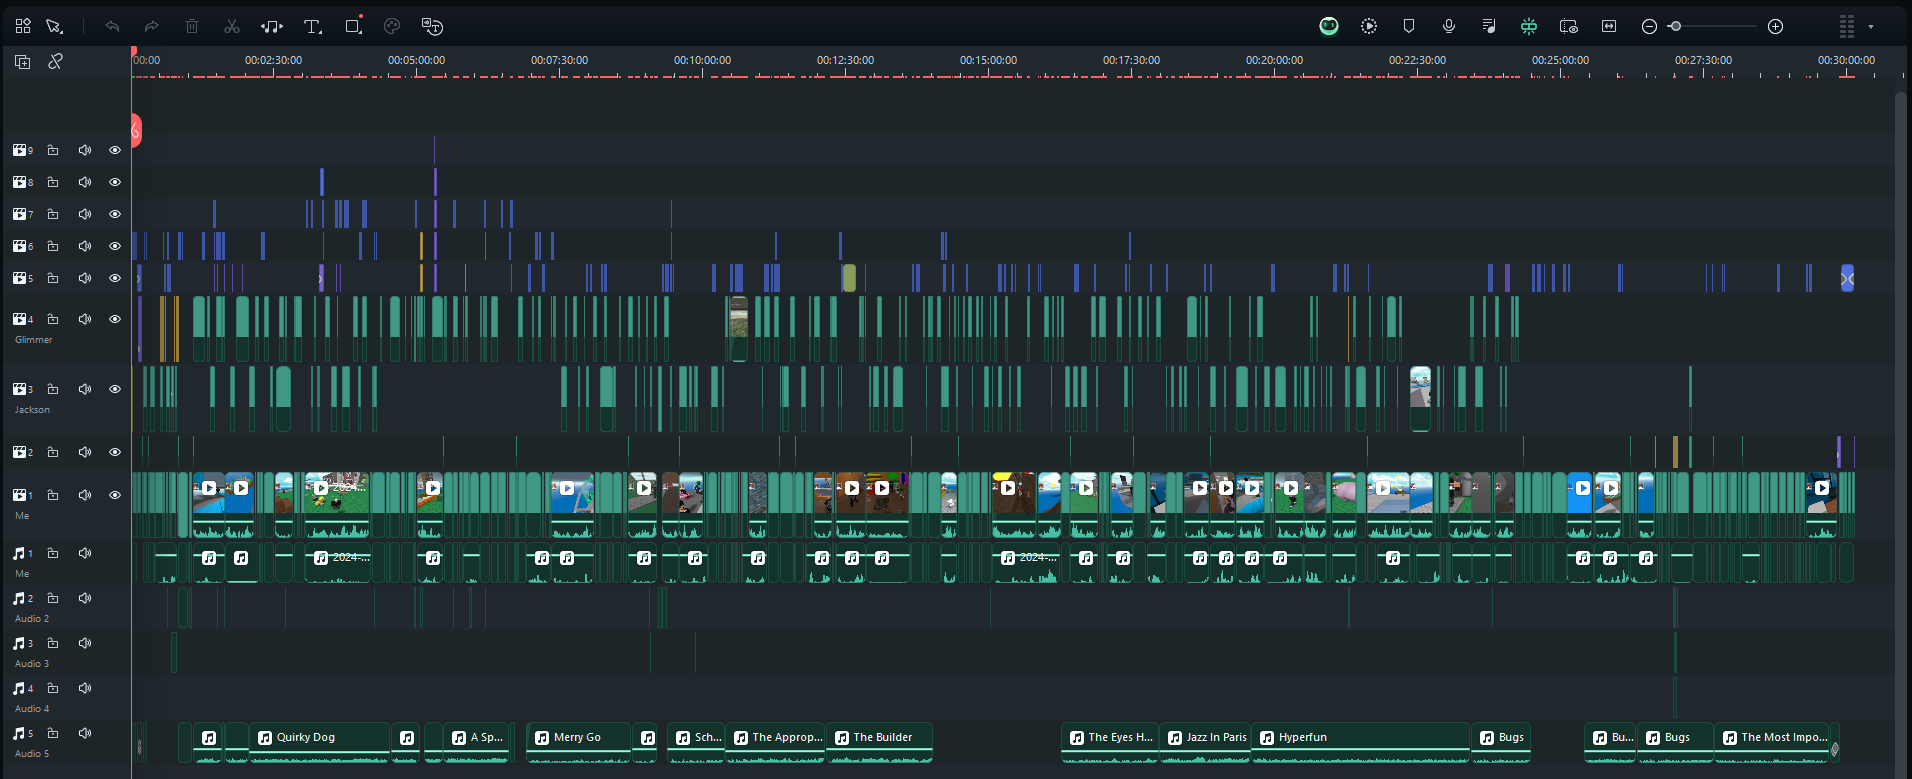 00:00 00:02:30:00 00:05:00:00 00:07:30:00 00:10:00:00 00:12:30:00 00:15:00:00 00:17:30:00 00:20:00:00 00:22:30:00 00:25:00:00 00:27:30:00 00:30:00:00
9
8
7
6
5
4
Glimmer
3
Jackson
2
1 2024-...
Me
1 2024-... 2024-...
Me
2
Audio 2
3
Audio 3
4
Audio 4
5 Quirky Dog A Sp... Merry Go Sch... The Approp... The Builder The Eyes H... Jazz In Paris Hyperfun Bugs Bu... Bugs The Most Impo...
Audio 5